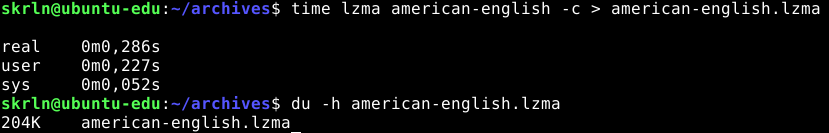 skrln@ubuntu-edu:~/archives$ time lzma american-english -c > american-english.lzma
real 0m0,286s
user 0m0,227s
sys 0m0,052s
skrln@ubuntu-edu:~/archives$ du -h american-english.lzma
204K american-english.lzma